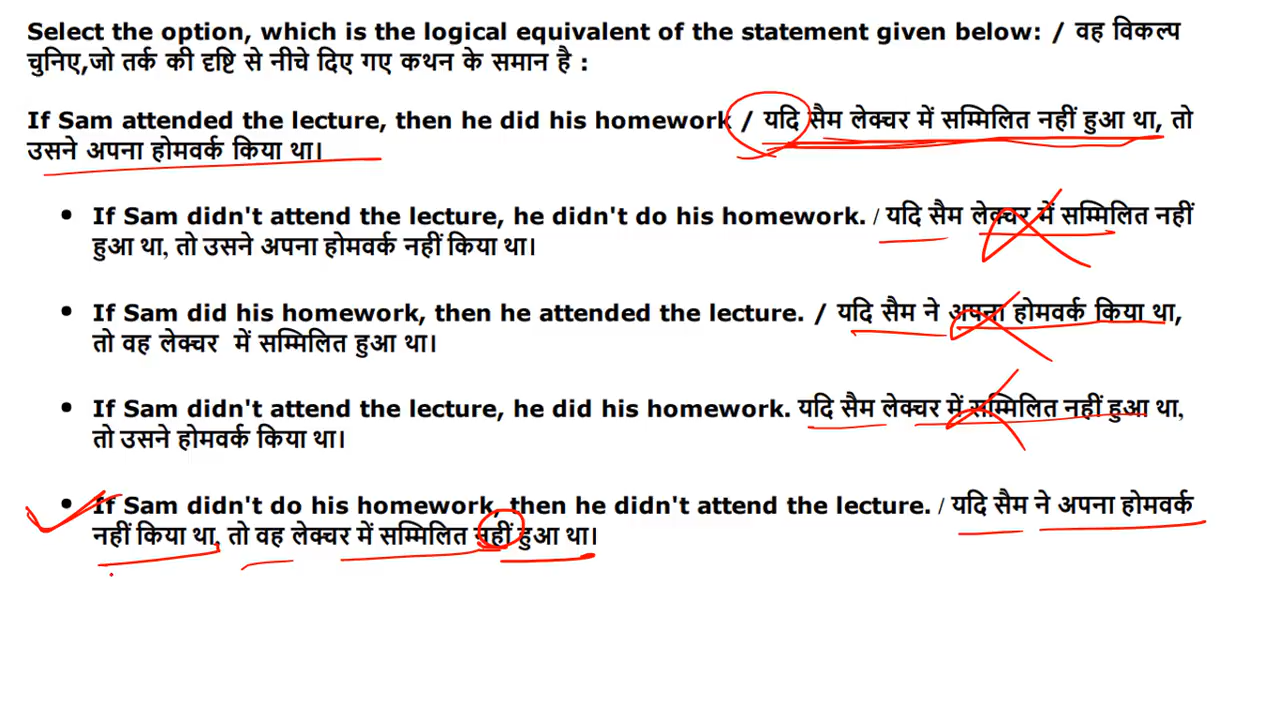 Select the option, which is the logical equivalent of the statement given below: / वह विकल्प
चुनिए,जो तर्क की दृष्टि से नीचे दिए गए कथन के समान है :
If Sam attended the lecture, then he did his homework / यदि सैम लेक्चर में सम्मिलित नहीं हुआ था, तो
उसने अपना होमवर्क किया था।
• If Sam didn't attend the lecture, he didn't do his homework. / यदि सैम लेक्चर में सम्मिलित नहीं
हुआ था, तो उसने अपना होमवर्क नहीं किया था।
• If Sam did his homework, then he attended the lecture. / यदि सैम ने अपना होमवर्क किया था,
तो वह लेक्चर में सम्मिलित हुआ था।
• If Sam didn't attend the lecture, he did his homework. यदि सैम लेक्चर में सम्मिलित नहीं हुआ था,
तो उसने होमवर्क किया था।
• If Sam didn't do his homework, then he didn't attend the lecture. / यदि सैम ने अपना होमवर्क
नहीं किया था, तो वह लेक्चर में सम्मिलित नहीं हुआ था।